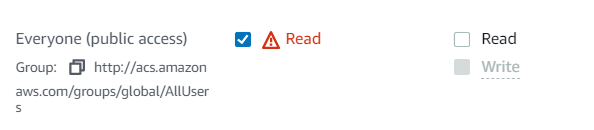 Everyone (public access) Read Read
Group: http://acs.amazon Write
aws.com/groups/global/AllUser
s